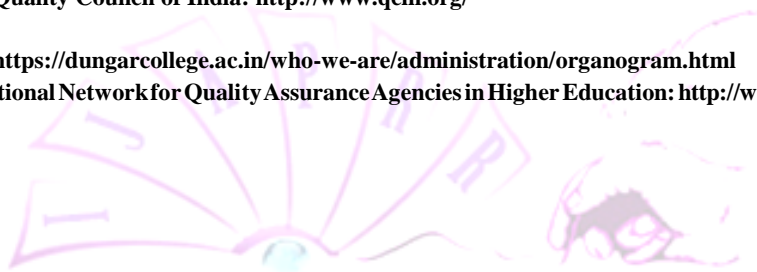 Quality Council of India: http://www.qcin.org/
https://dungarcollege.ac.in/who-we-are/administration/organogram.html
tional Network for Quality Assurance Agencies in Higher Education: http://w
I J N P R R